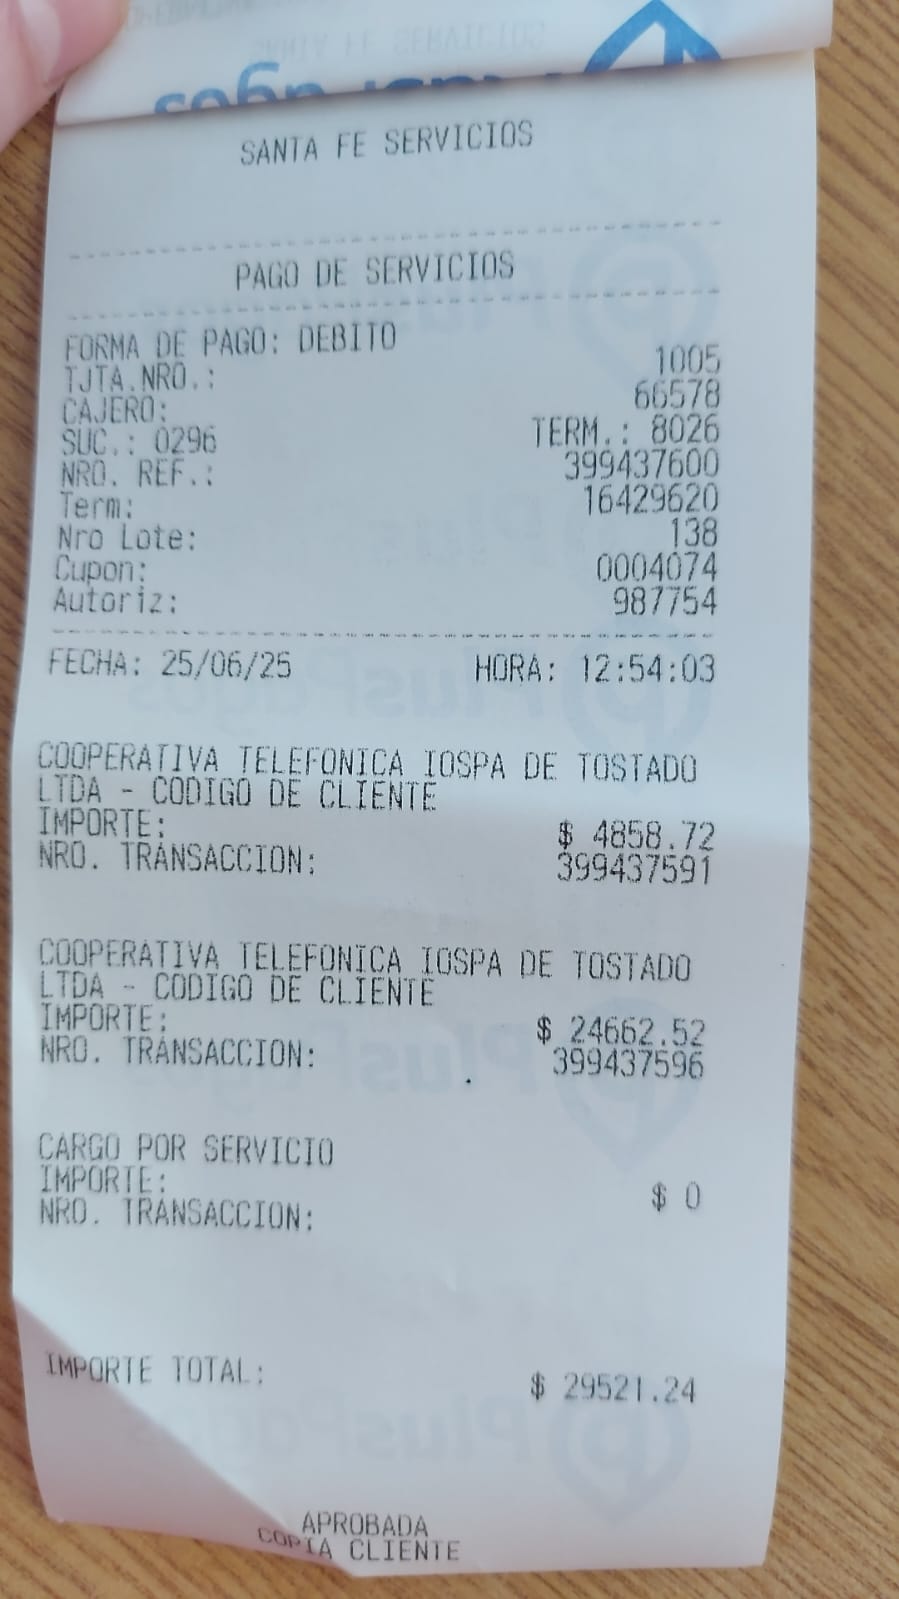 SANTA FE SERVICIOS
PAGO DE SERVICIOS
FORMA DE PAGO: DEBITO
TJTA.NRO.: 1005
CAJERO: 66578
SUC.: 0296 TERM.: 8026
NRO. REF.: 399437600
Term: 16429620
Nro Lote: 138
Cupon: 0004074
Autoriz: 987754
FECHA: 25/06/25 HORA: 12:54:03
COOPERATIVA TELEFONICA IOSPA DE TOSTADO
LTDA - CODIGO DE CLIENTE
IMPORTE: $ 4858.72
NRO. TRANSACCION: 399437591
COOPERATIVA TELEFONICA IOSPA DE TOSTADO
LTDA - CODIGO DE CLIENTE
IMPORTE: $ 24662.52
NRO. TRANSACCION: 399437596
CARGO POR SERVICIO
IMPORTE: $ 0
NRO. TRANSACCION:
IMPORTE TOTAL: $ 29521.24
APROBADA
COPIA CLIENTE